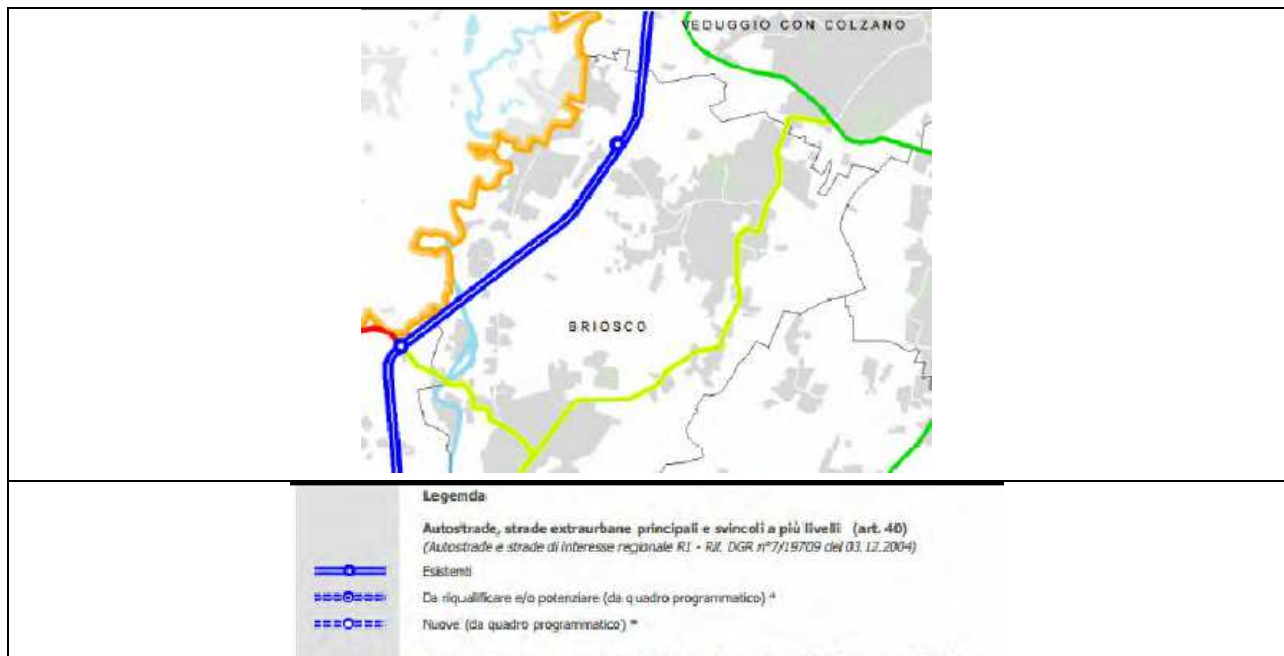 VEDUGGIO CON COLZANO
BRIOSCO
Legenda
Autostrade, strade extraurbane principali e svincoli a più livelli (art. 40)
(Autostrade e strade di interesse regionale R1 - Rif. DGR n°7/19709 del 03.12.2004)
Esistenti
Da riqualificare e/o potenziare (da quadro programmatico) *
Nuove (da quadro programmatico) *